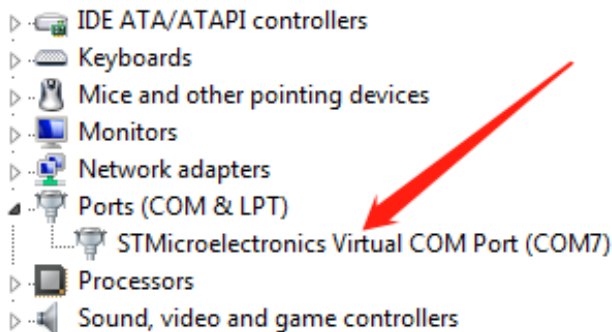 IDE ATA/ATAPI controllers
Keyboards
Mice and other pointing devices
Monitors
Network adapters
Ports (COM & LPT)
STMicroelectronics Virtual COM Port (COM7)
Processors
Sound, video and game controllers